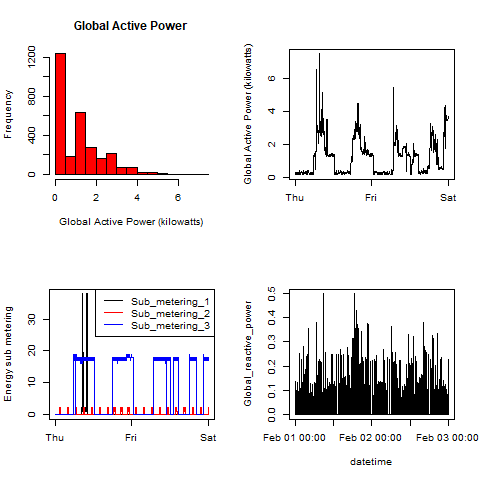 Global Active Power
Frequency
0 400 800 1200
0 2 4 6
Global Active Power (kilowatts)
Global Active Power (kilowatts)
0 2 4 6
Thu Fri Sat
Energy sub metering
0 10 20 30
Sub_metering_1
Sub_metering_2
Sub_metering_3
Thu Fri Sat
Global_reactive_power
0.0 0.1 0.2 0.3 0.4 0.5
Feb 01 00:00 Feb 02 00:00 Feb 03 00:00
datetime